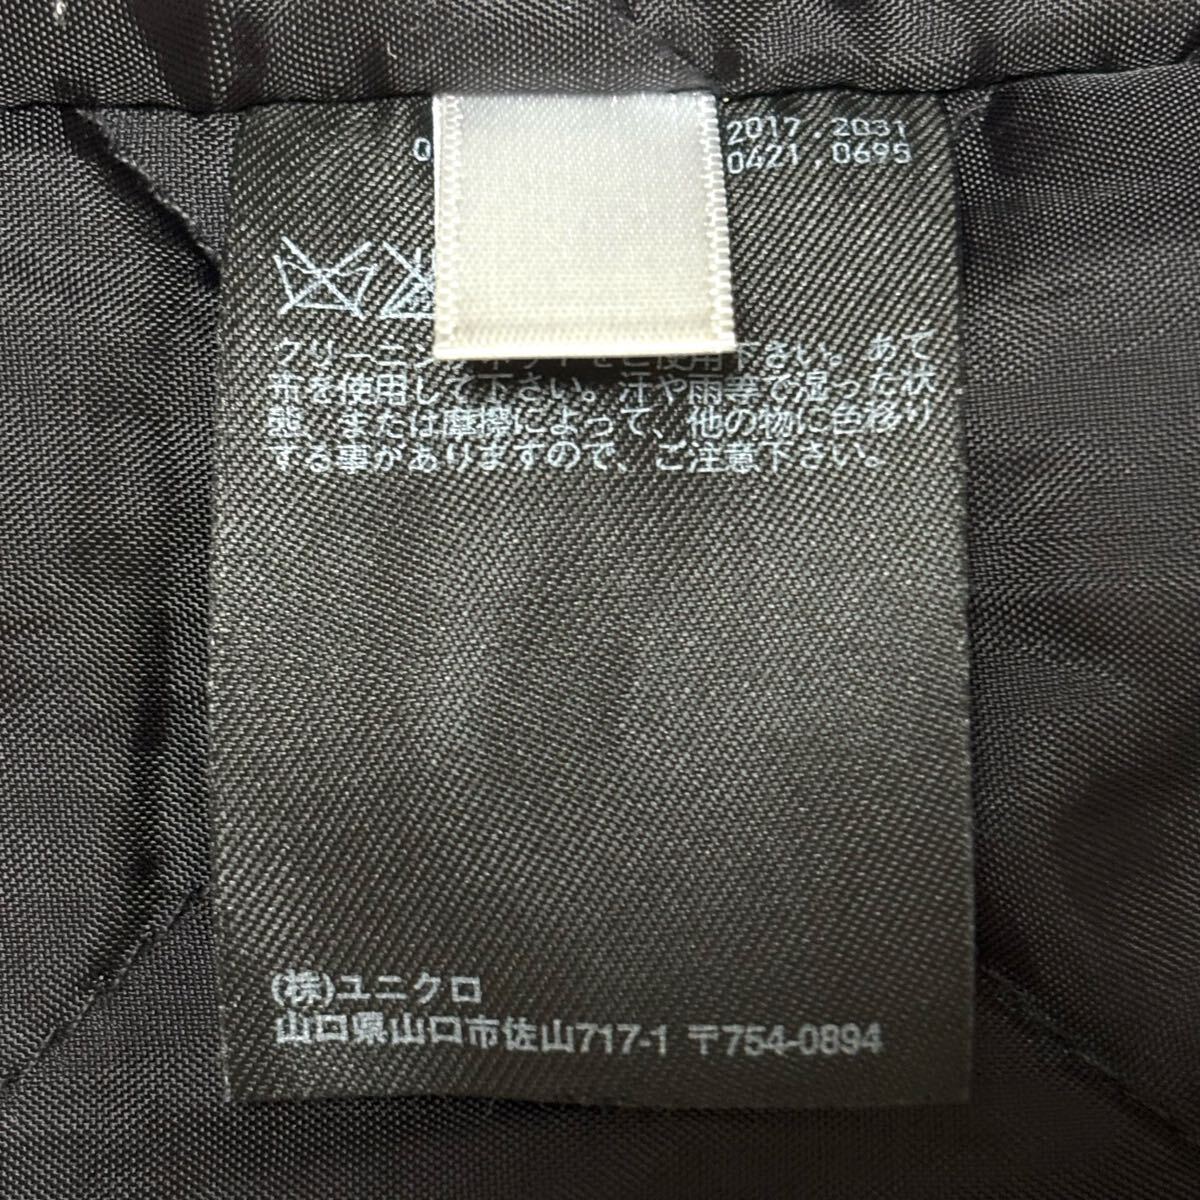 2017.2031
0421.0695
クリーニングネットをご使用下さい。あて
布を使用して下さい。汗や雨等で湿った状
態、または摩擦によって、他の物に色移り
する事がありますので、ご注意下さい。
(株)ユニクロ
山口県山口市佐山717-1 〒754-0894